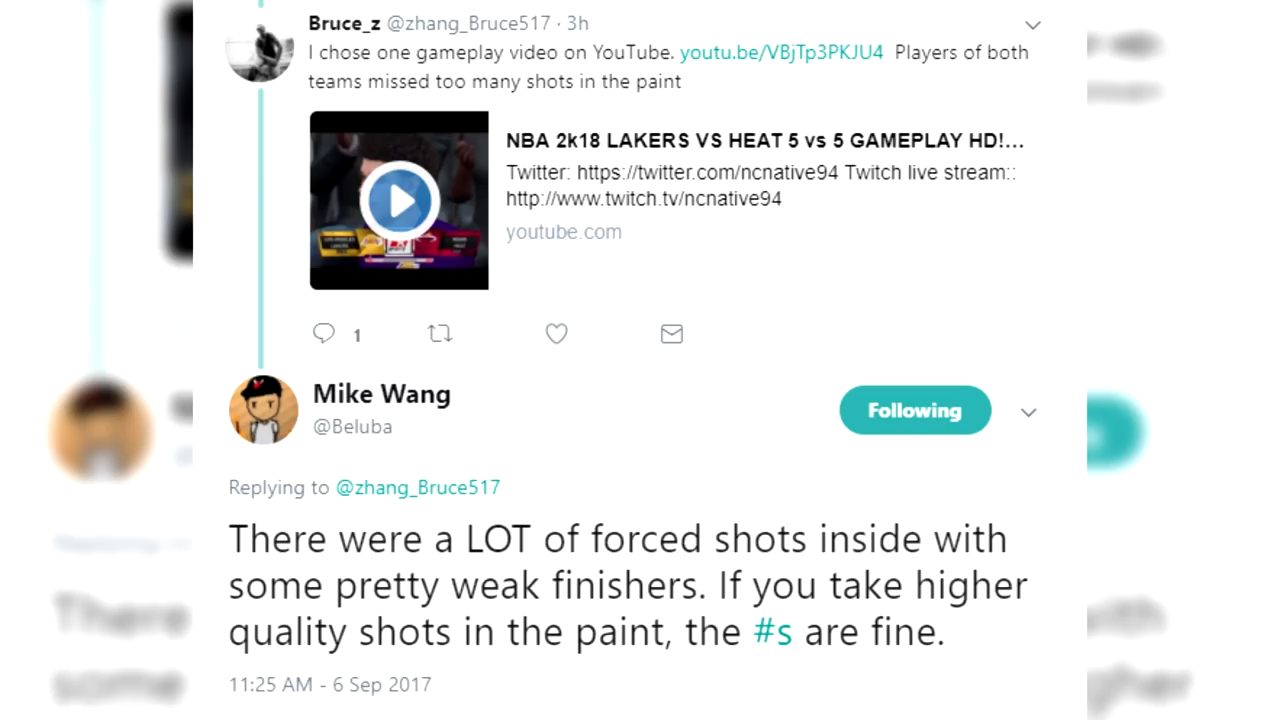 Bruce_z @zhang_Bruce517 · 3h
I chose one gameplay video on YouTube. youtu.be/VBjTp3PKJU4 Players of both
teams missed too many shots in the paint
NBA 2k18 LAKERS VS HEAT 5 vs 5 GAMEPLAY HD!...
Twitter: https://twitter.com/ncnative94 Twitch live stream::
http://www.twitch.tv/ncnative94
youtube.com
1
Mike Wang
@Beluba
Following
Replying to @zhang_Bruce517
There were a LOT of forced shots inside with
some pretty weak finishers. If you take higher
quality shots in the paint, the #s are fine.
11:25 AM - 6 Sep 2017